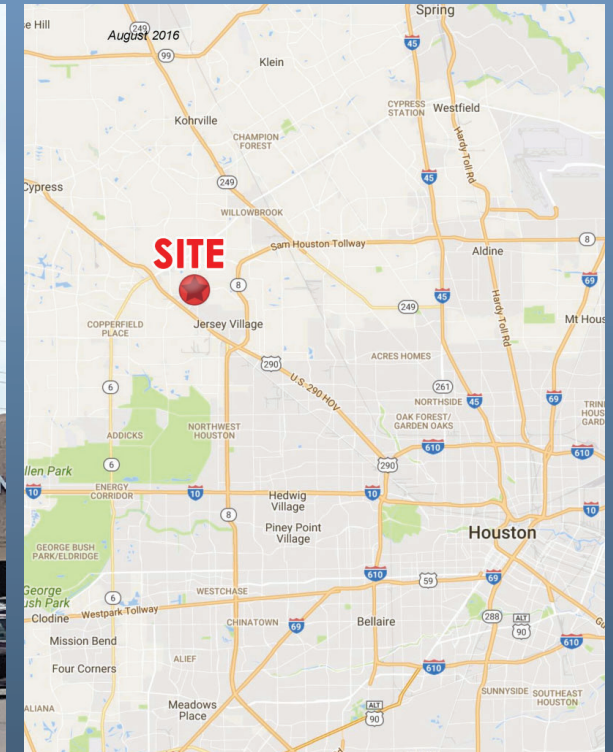 Spring
e Hill
249
August 2016
45
99
Klein
CYPRESS
STATION
Westfield
Kohrville
CHAMPION
FOREST
Hardy Toll Rd
45
249
Cypress
WILLOWBROOK
SITE
Sam Houston Tollway
8
Aldine
8
69
45
Hardy Toll Rd
249
Mt Hous
COPPERFIELD
PLACE
Jersey Village
ACRES HOMES
290
U.S. 290 HOV
6
261
NORTHSIDE
45
69
TRINI
HOUS
GARD
OAK FOREST/
GARDEN OAKS
NORTHWEST
HOUSTON
ADDICKS
610
610
290
6
llen Park
ENERGY
CORRIDOR
10
10
Hedwig
Village
10
10
8
Piney Point
Village
Houston
GEORGE BUSH
PARK/ELDRIDGE
610
59
69
George
ush Park
6
WESTCHASE
Westpark Tollway
Clodine
CHINATOWN
69
Bellaire
288
ALT
90
610
Mission Bend
ALIEF
Four Corners
610
SUNNYSIDE
SOUTHEAST
HOUSTON
ALIANA
Meadows
Place
ALT
90